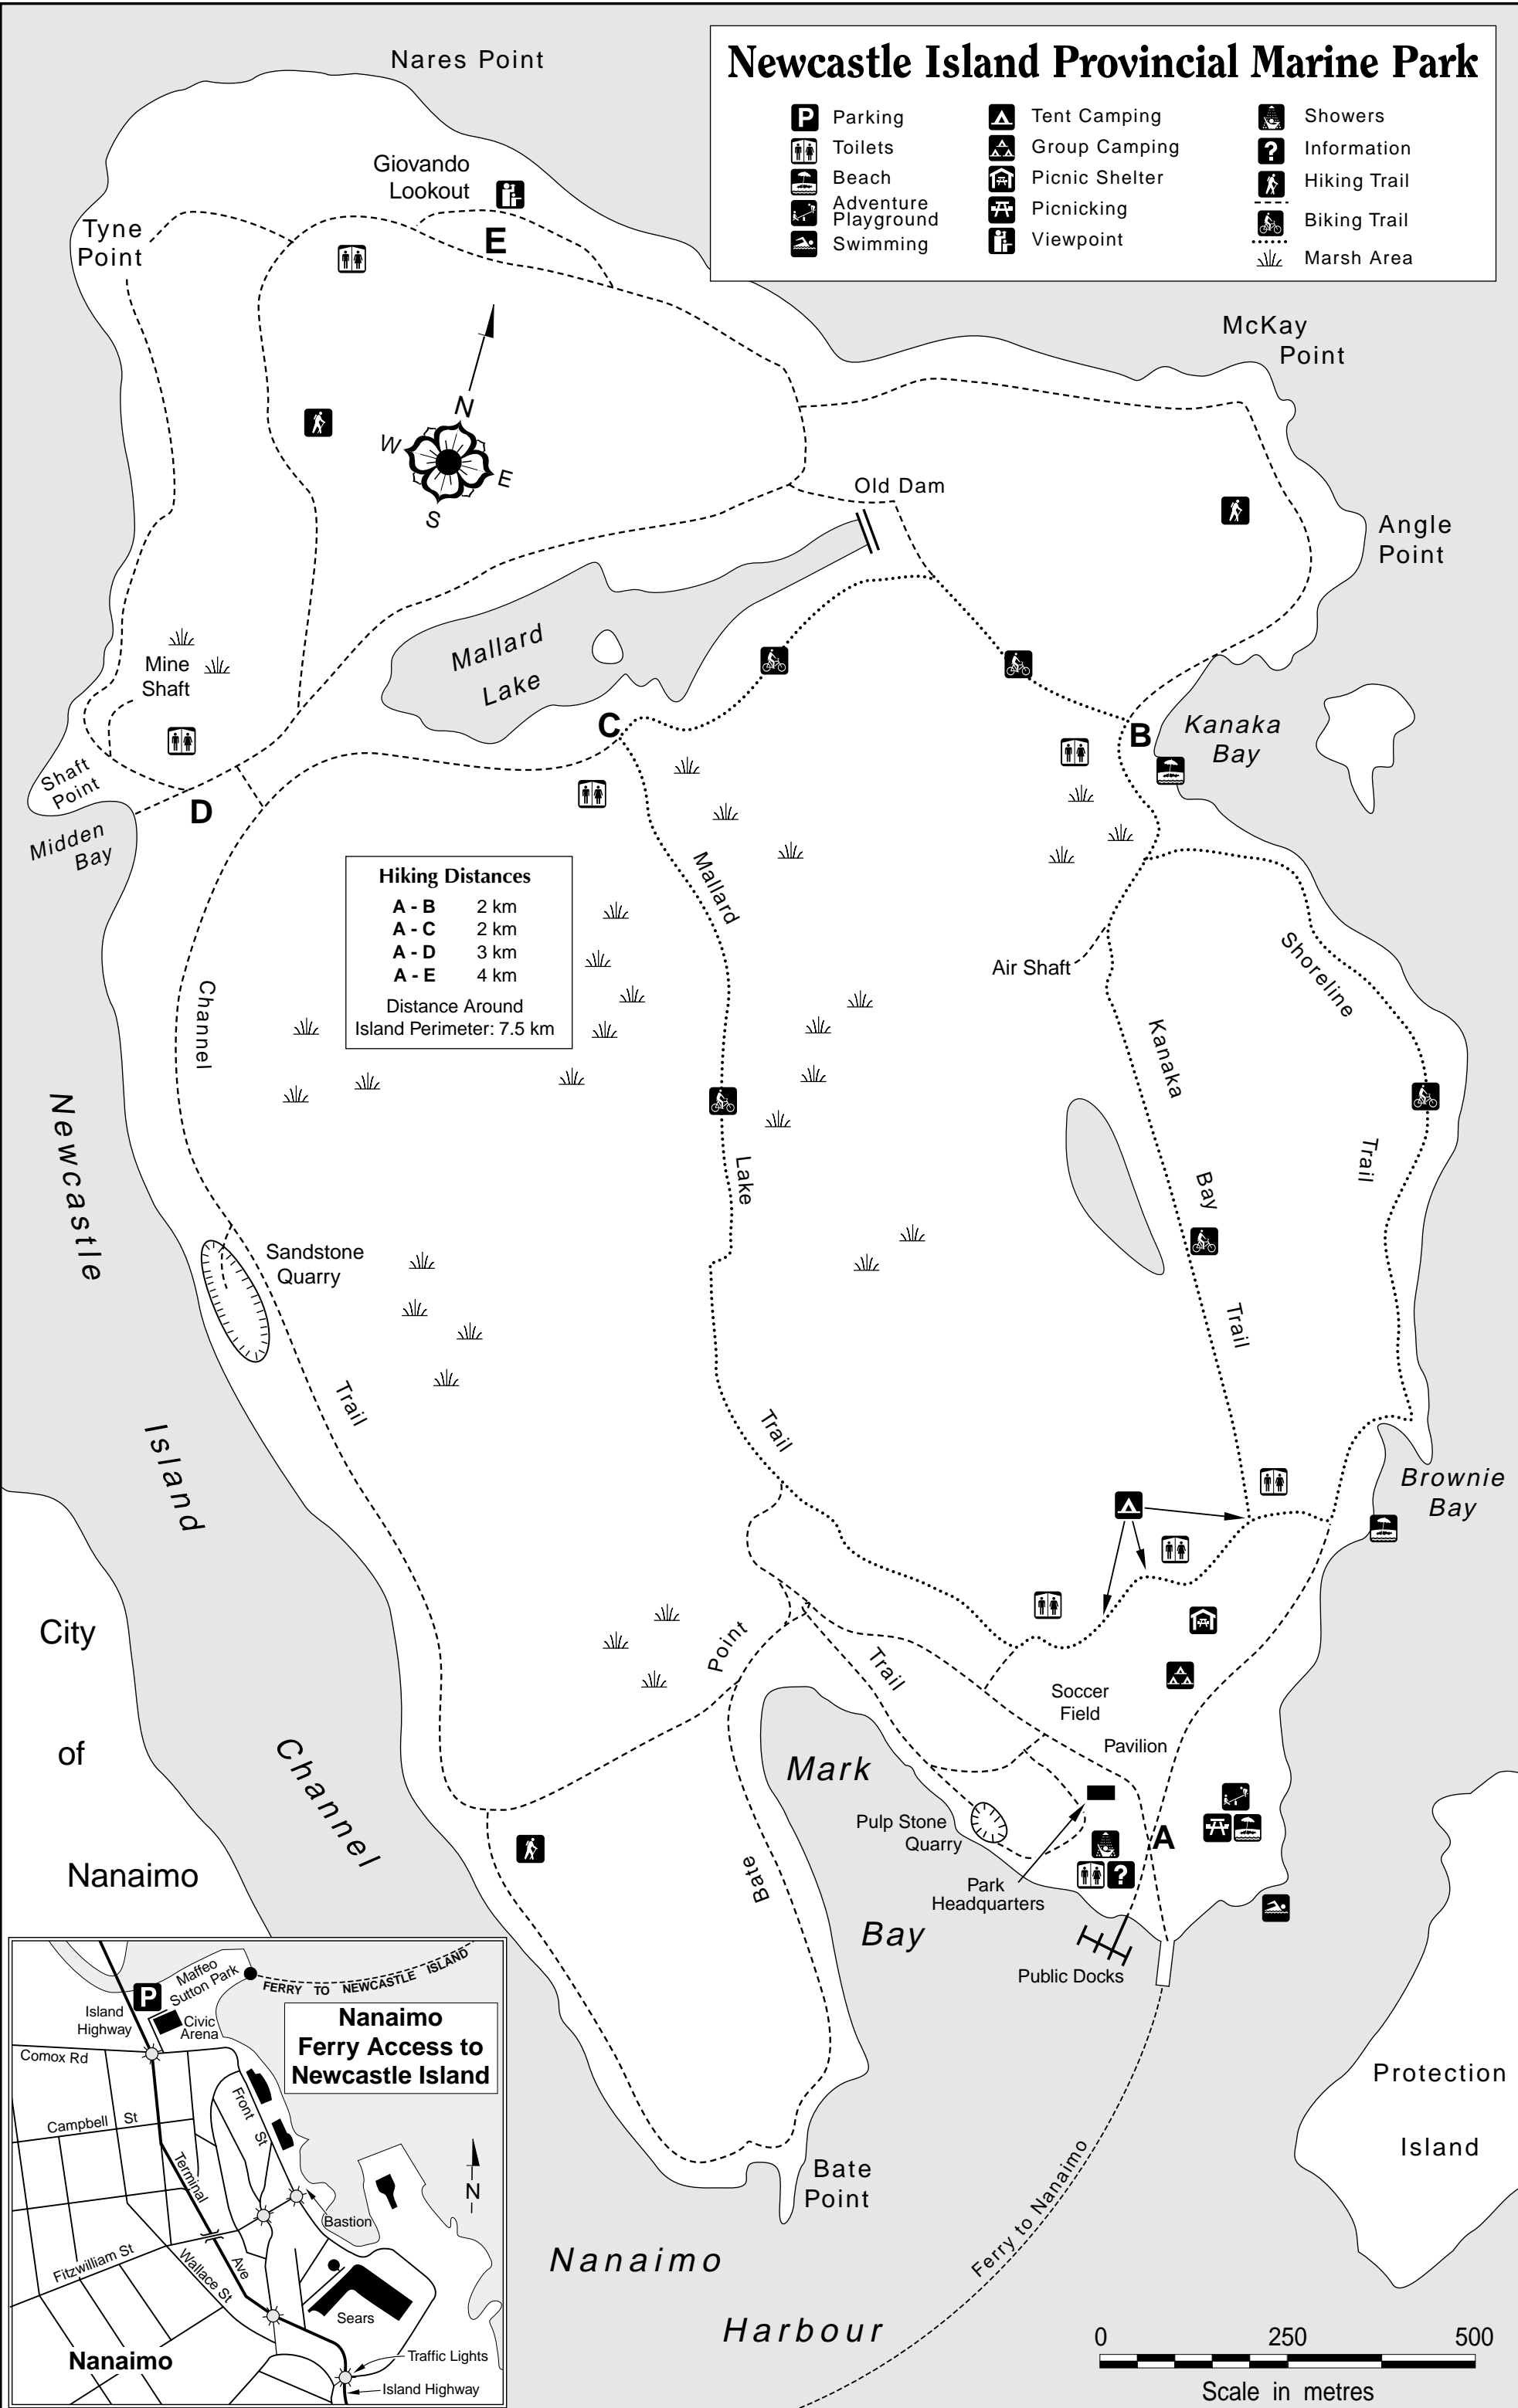 Nares Point
Newcastle Island Provincial Marine Park
P Parking
Toilets
Beach
Adventure
Playground
Swimming
Tent Camping
Group Camping
Picnic Shelter
Picnicking
Viewpoint
Showers
? Information
Hiking Trail
Biking Trail
Marsh Area
Giovando
Lookout
Tyne
Point
E
McKay
Point
N
W
E
S
Old Dam
Angle
Point
Mallard
Lake
Mine
Shaft
C
B
Kanaka
Bay
Shaft
Point
D
Midden
Bay
Hiking Distances
A - B 2 km
A - C 2 km
A - D 3 km
A - E 4 km
Distance Around
Island Perimeter: 7.5 km
Mallard
Lake
Trail
Air Shaft
Shoreline
Trail
Kanaka
Bay
Trail
Channel
Trail
Sandstone
Quarry
Newcastle
Island
Channel
Brownie
Bay
City
of
Nanaimo
Point
Trail
Bate
Soccer
Field
Pavilion
Mark
Bay
Pulp Stone
Quarry
A
?
Park
Headquarters
Public Docks
Protection
Island
Bate
Point
Ferry to Nanaimo
Nanaimo
Harbour
0 250 500
Scale in metres
Maffeo
Sutton Park
FERRY TO NEWCASTLE ISLAND
P
Island
Highway
Civic
Arena
Nanaimo
Ferry Access to
Newcastle Island
Comox Rd
Front St
Campbell St
Terminal
Ave
N
Bastion
Fitzwilliam St
Wallace St
Sears
Nanaimo
Traffic Lights
Island Highway